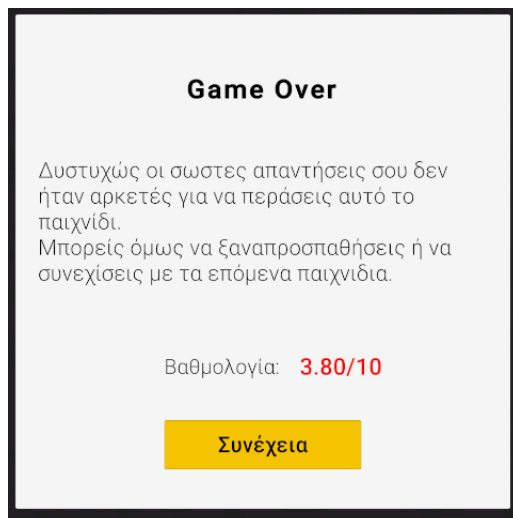 Game Over
Δυστυχώς οι σωστες απαντήσεις σου δεν
ήταν αρκετές για να περάσεις αυτό το
παιχνίδι.
Μπορείς όμως να ξαναπροσπαθήσεις ή να
συνεχίσεις με τα επόμενα παιχνιδια.
Βαθμολογία: 3.80/10
Συνέχεια